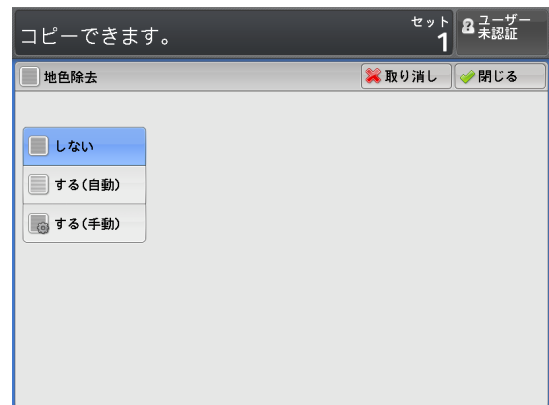 コピーできます。
セット
1
ユーザー
未認証
地色除去
取り消し
閉じる
しない
する(自動)
する(手動)